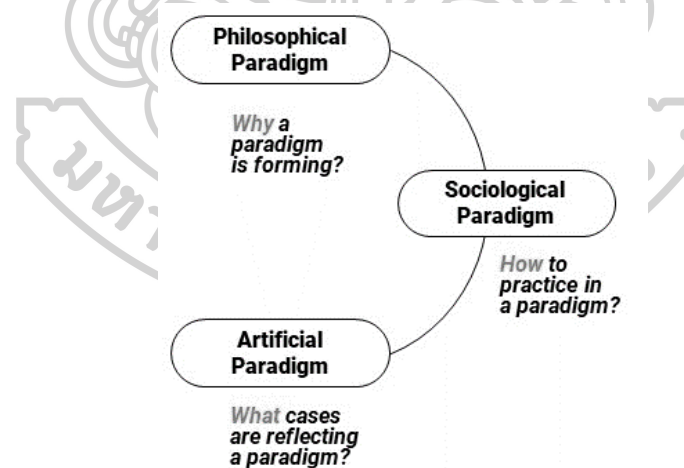 Philosophical
Paradigm
Why a
paradigm
is forming?
Sociological
Paradigm
How to
practice in
a paradigm?
Artificial
Paradigm
What cases
are reflecting
a paradigm?